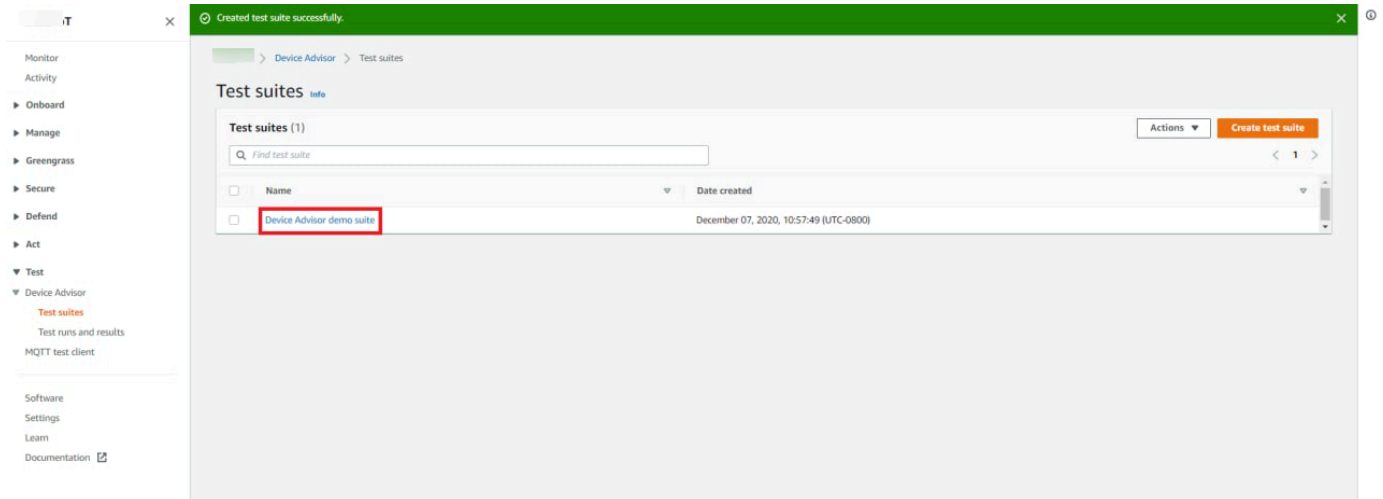 Created test suite successfully.
Device Advisor > Test suites
Test suites Info
Test suites (1)
Actions
Create test suite
Find test suite
< 1 >
Name
Date created
Device Advisor demo suite
December 07, 2020, 10:57:49 (UTC-0800)
Monitor
Activity
Onboard
Manage
Greengrass
Secure
Defend
Act
Test
Device Advisor
Test suites
Test runs and results
MQTT test client
Software
Settings
Learn
Documentation